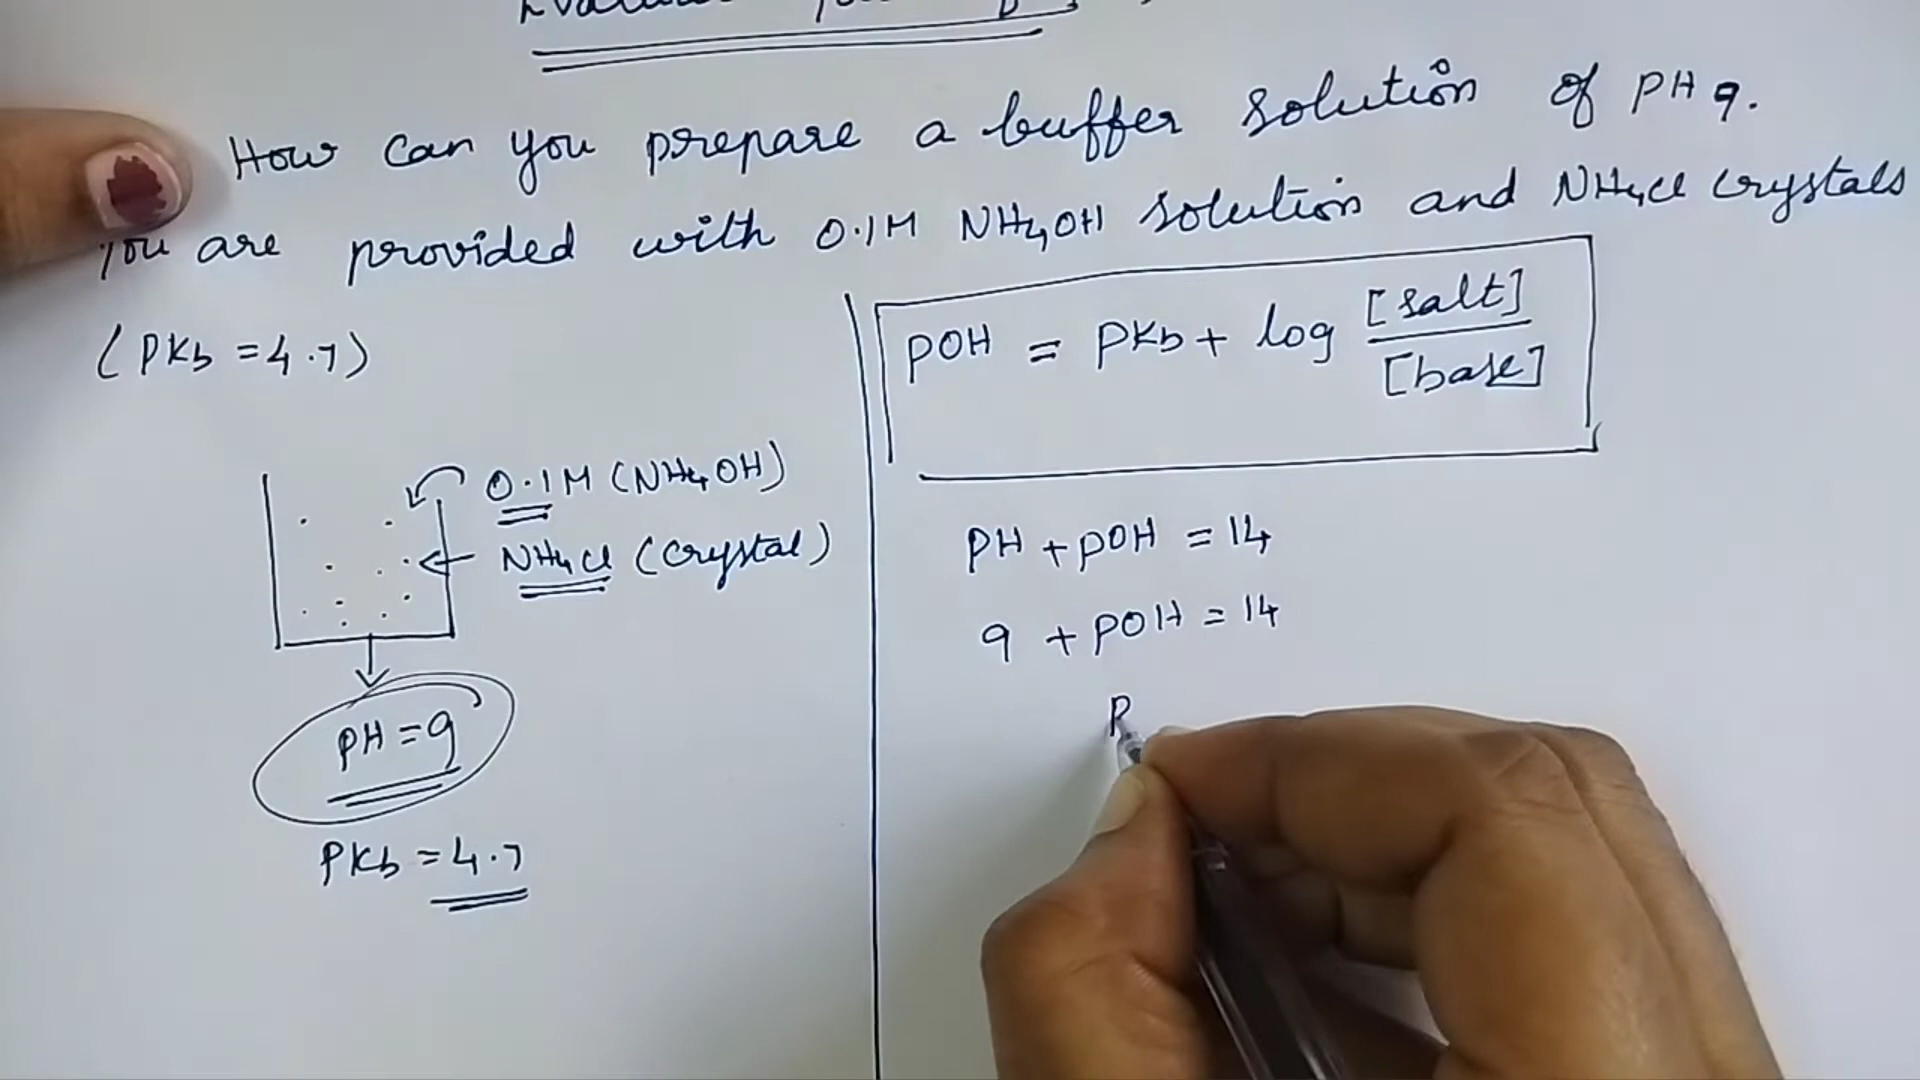 How can you prepare a buffer solution of PH 9.
You are provided with 0.1M NH4OH solution and NH4Cl Crystals
(PKb = 4.7)
POH = PKb + log [salt]/[base]
0.1M (NH4OH)
NH4Cl (Crystal)
PH = 9
PKb = 4.7
PH + POH = 14
9 + POH = 14
P